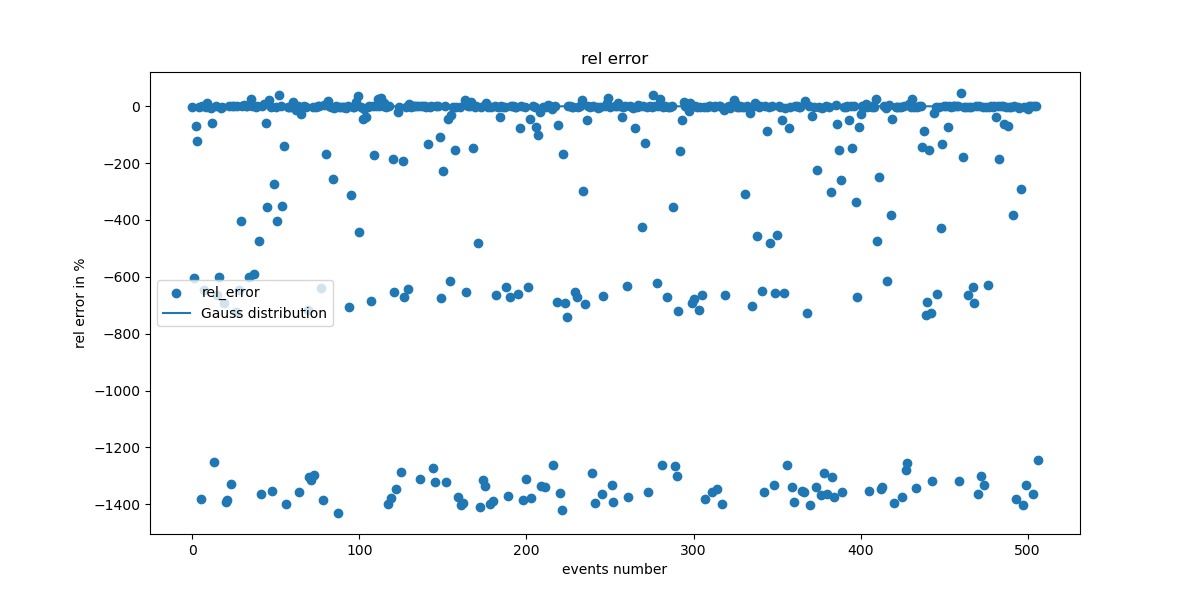 rel error
0
−200
−400
−600
−800
−1000
−1200
−1400
rel error in %
rel_error
Gauss distribution
0
100
200
300
400
500
events number